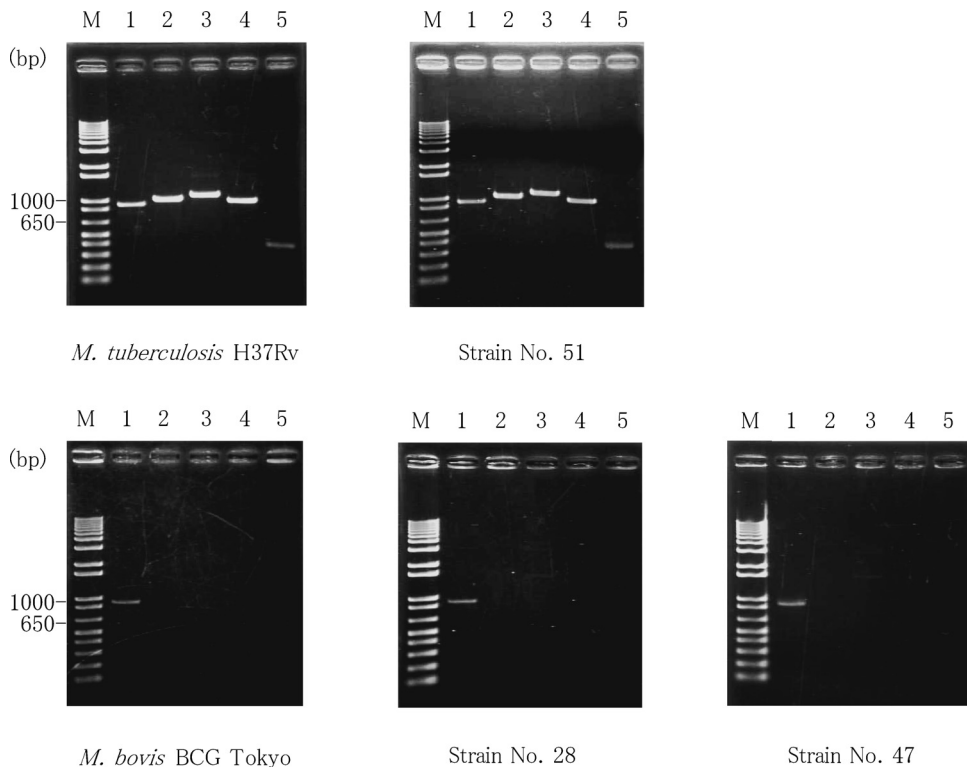 M 1 2 3 4 5
M 1 2 3 4 5
(bp)
1000
650
M. tuberculosis H37Rv
Strain No. 51
M 1 2 3 4 5
M 1 2 3 4 5
M 1 2 3 4 5
(bp)
1000
650
M. bovis BCG Tokyo
Strain No. 28
Strain No. 47